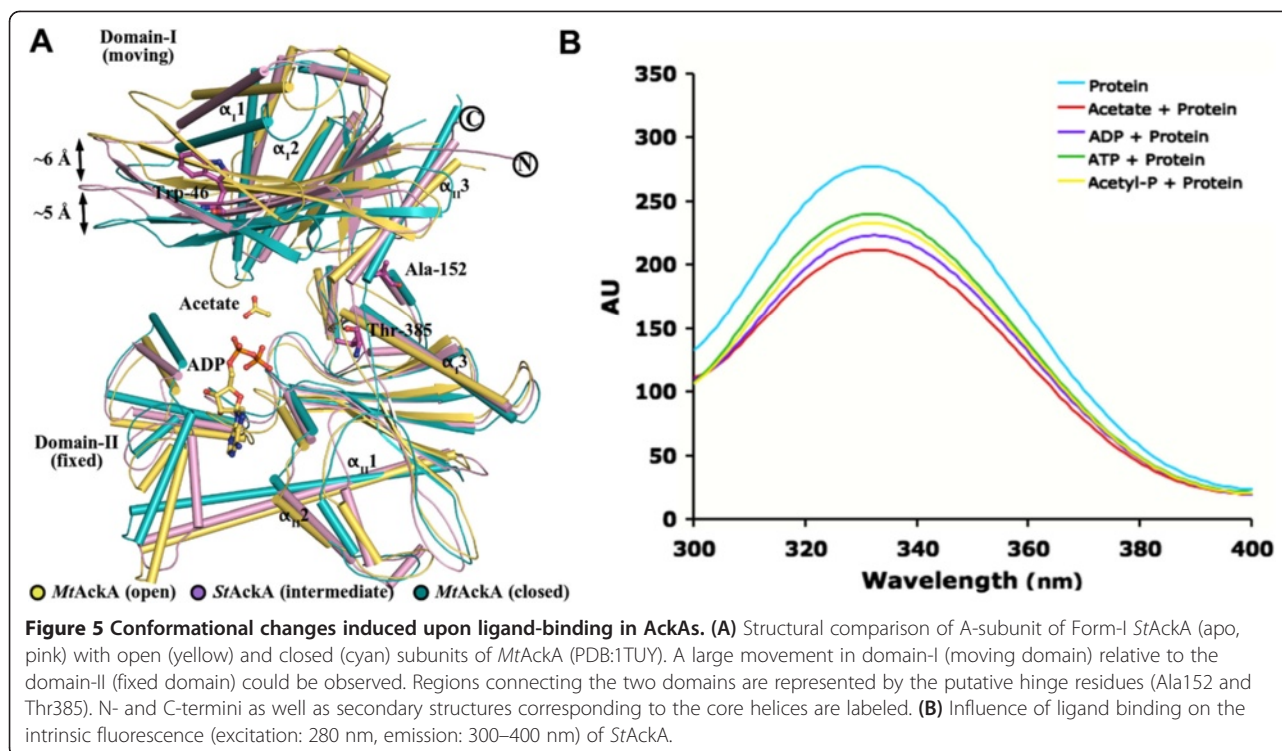 A
Domain-I
(moving)
αI1
αI2
~6 Å
~5 Å
Trp-46
C
N
αII3
Ala-152
Acetate
Thr-385
ADP
αI3
Domain-II
(fixed)
αII1
αII2
MtAckA (open) StAckA (intermediate) MtAckA (closed)
B
350
300
250
200
150
100
50
0
AU
300 320 340 360 380 400
Wavelength (nm)
Protein
Acetate + Protein
ADP + Protein
ATP + Protein
Acetyl-P + Protein
Figure 5 Conformational changes induced upon ligand-binding in AckAs. (A) Structural comparison of A-subunit of Form-I StAckA (apo,
pink) with open (yellow) and closed (cyan) subunits of MtAckA (PDB:1TUY). A large movement in domain-I (moving domain) relative to the
domain-II (fixed domain) could be observed. Regions connecting the two domains are represented by the putative hinge residues (Ala152 and
Thr385). N- and C-termini as well as secondary structures corresponding to the core helices are labeled. (B) Influence of ligand binding on the
intrinsic fluorescence (excitation: 280 nm, emission: 300–400 nm) of StAckA.